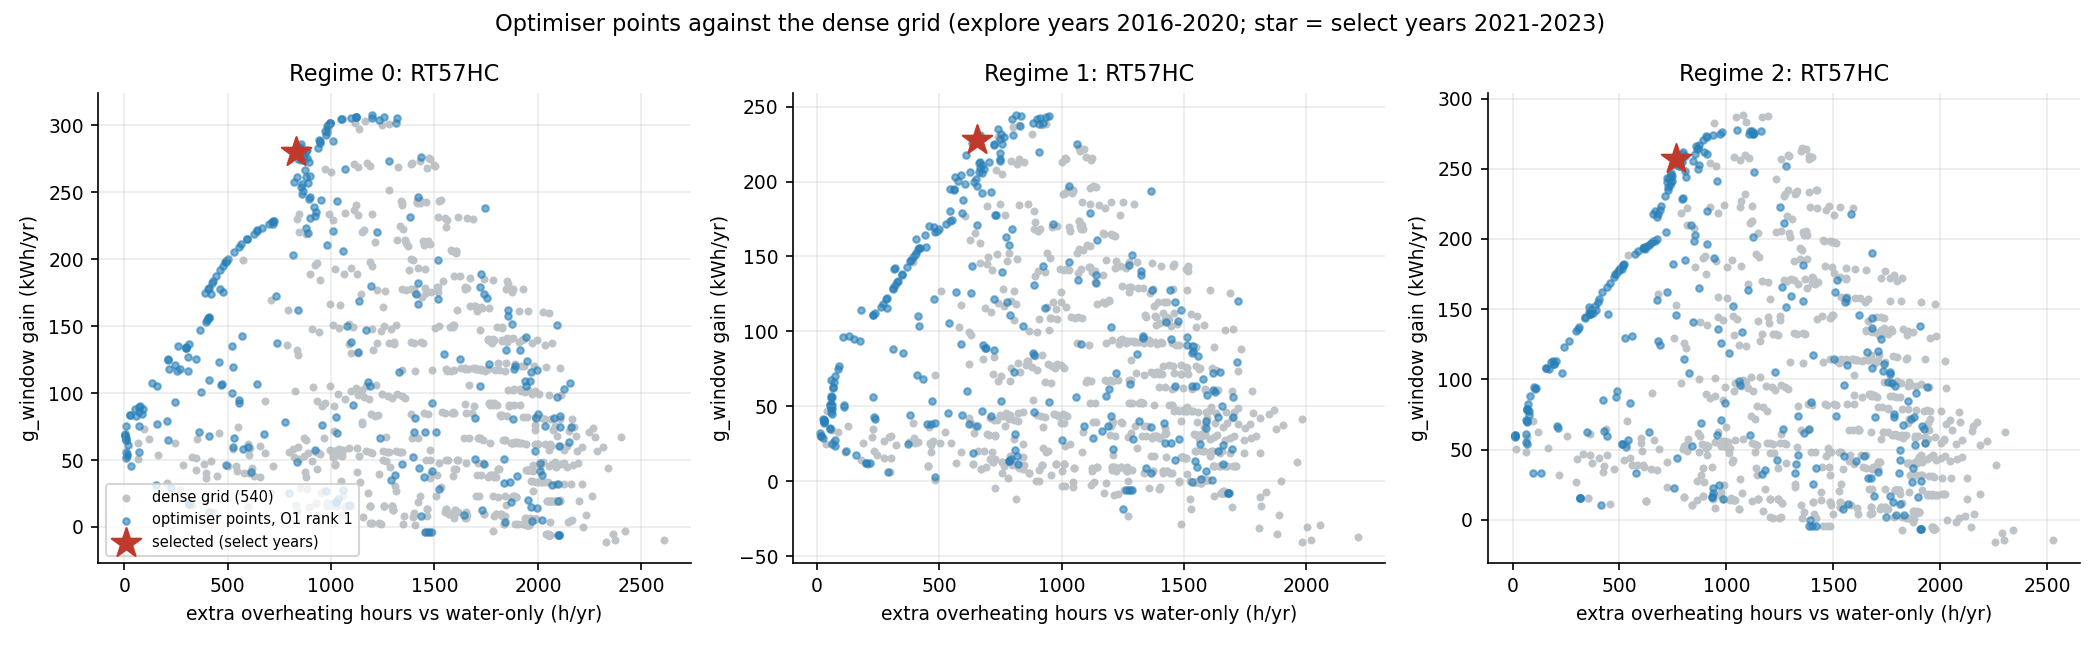 Optimiser points against the dense grid (explore years 2016-2020; star = select years 2021-2023)
Regime 0: RT57HC
g_window gain (kWh/yr)
300
250
200
150
100
50
0
dense grid (540)
optimiser points, O1 rank 1
selected (select years)
0 500 1000 1500 2000 2500
extra overheating hours vs water-only (h/yr)
Regime 1: RT57HC
g_window gain (kWh/yr)
250
200
150
100
50
0
−50
0 500 1000 1500 2000
extra overheating hours vs water-only (h/yr)
Regime 2: RT57HC
g_window gain (kWh/yr)
300
250
200
150
100
50
0
0 500 1000 1500 2000 2500
extra overheating hours vs water-only (h/yr)